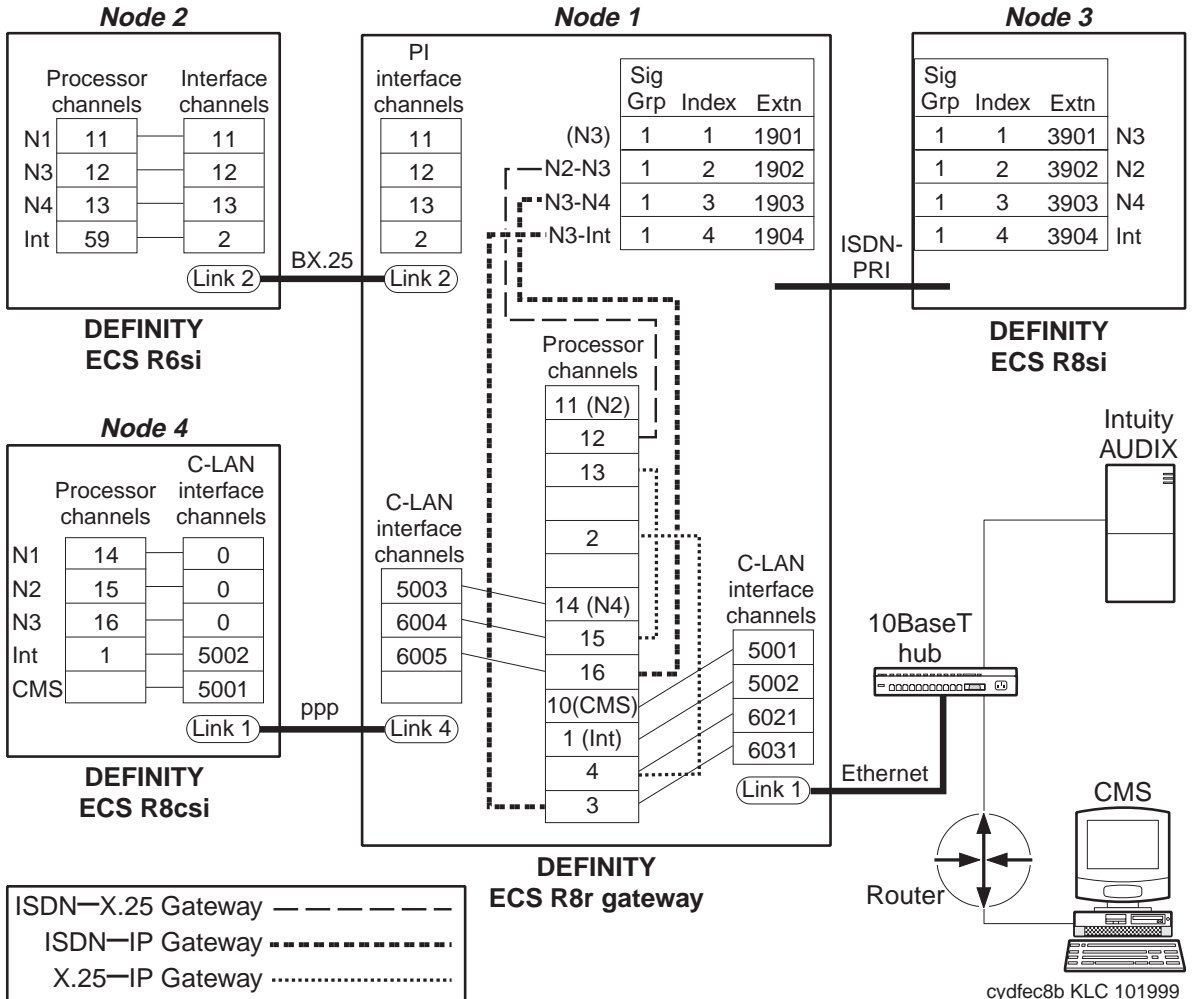 Node 2
Processor channels
Interface channels
N1 11 11
N3 12 12
N4 13 13
Int 59 2
Link 2
DEFINITY
ECS R6si
BX.25
Node 1
PI
interface
channels
11
12
13
2
Link 2
Sig
Grp Index Extn
(N3) 1 1 1901
N2-N3 1 2 1902
N3-N4 1 3 1903
N3-Int 1 4 1904
ISDN-
PRI
Node 3
Sig
Grp Index Extn
1 1 3901 N3
1 2 3902 N2
1 3 3903 N4
1 4 3904 Int
DEFINITY
ECS R8si
Node 4
Processor
channels
C-LAN
interface
channels
N1 14 0
N2 15 0
N3 16 0
Int 1 5002
CMS 5001
Link 1
DEFINITY
ECS R8csi
ppp
C-LAN
interface
channels
5003
6004
6005
Link 4
Processor
channels
11 (N2)
12
13
2
14 (N4)
15
16
10(CMS)
1 (Int)
4
3
C-LAN
interface
channels
5001
5002
6021
6031
Link 1
Ethernet
DEFINITY
ECS R8r gateway
10BaseT
hub
Intuity
AUDIX
Router
CMS
ISDN—X.25 Gateway
ISDN—IP Gateway
X.25—IP Gateway
cydfec8b KLC 101999